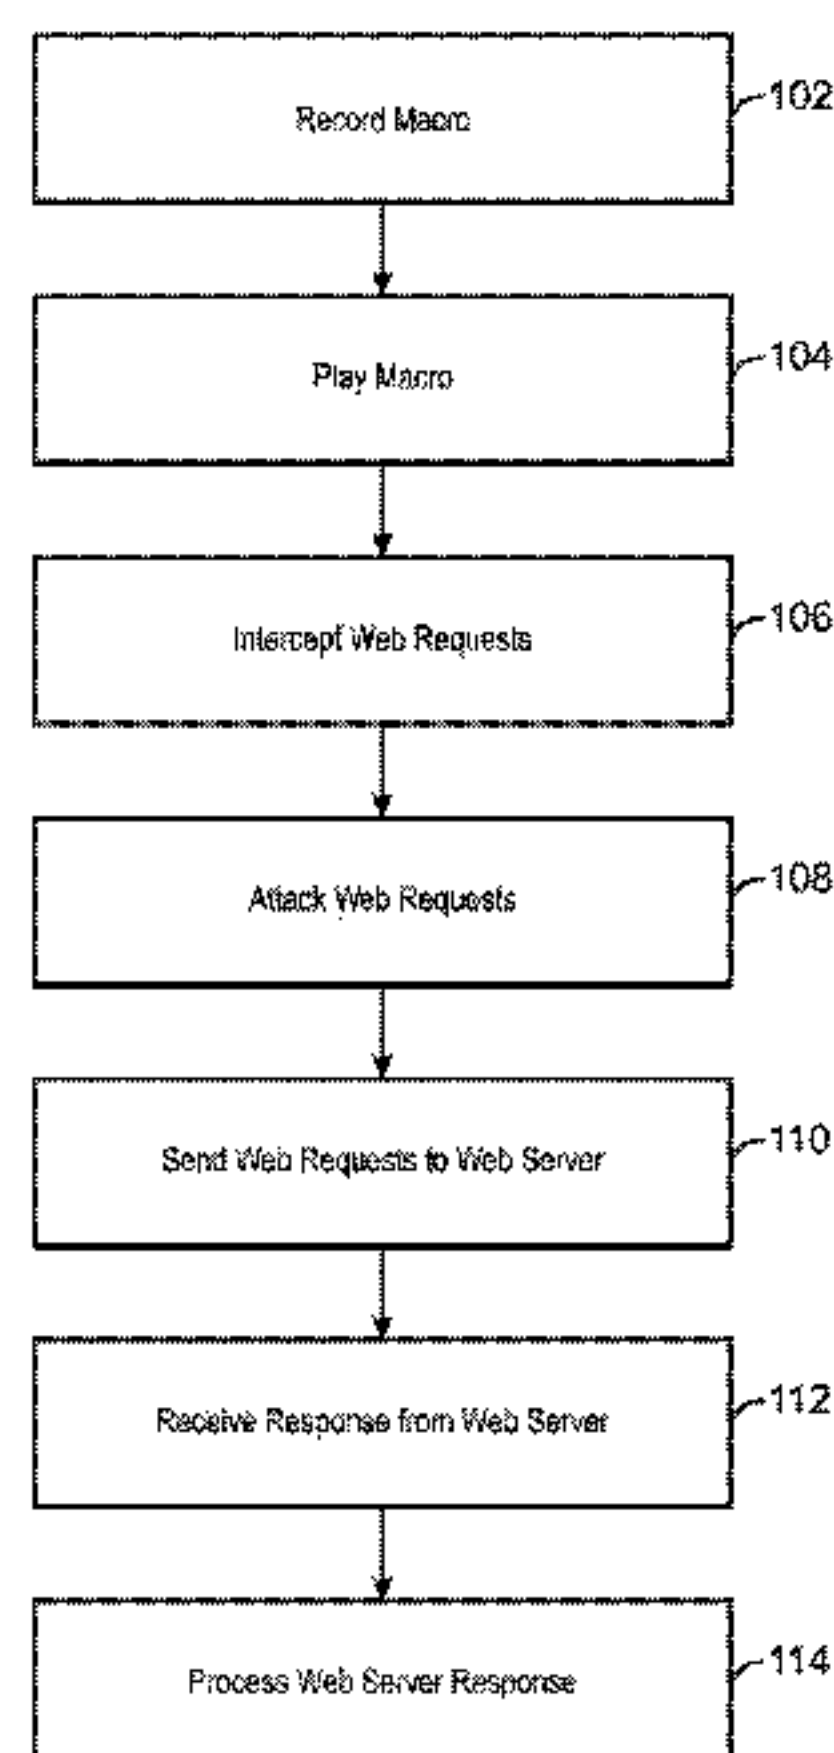 Record Macro
102
Play Macro
104
Intercept Web Requests
106
Attack Web Requests
108
Send Web Requests to Web Server
110
Receive Response from Web Server
112
Process Web Server Response
114